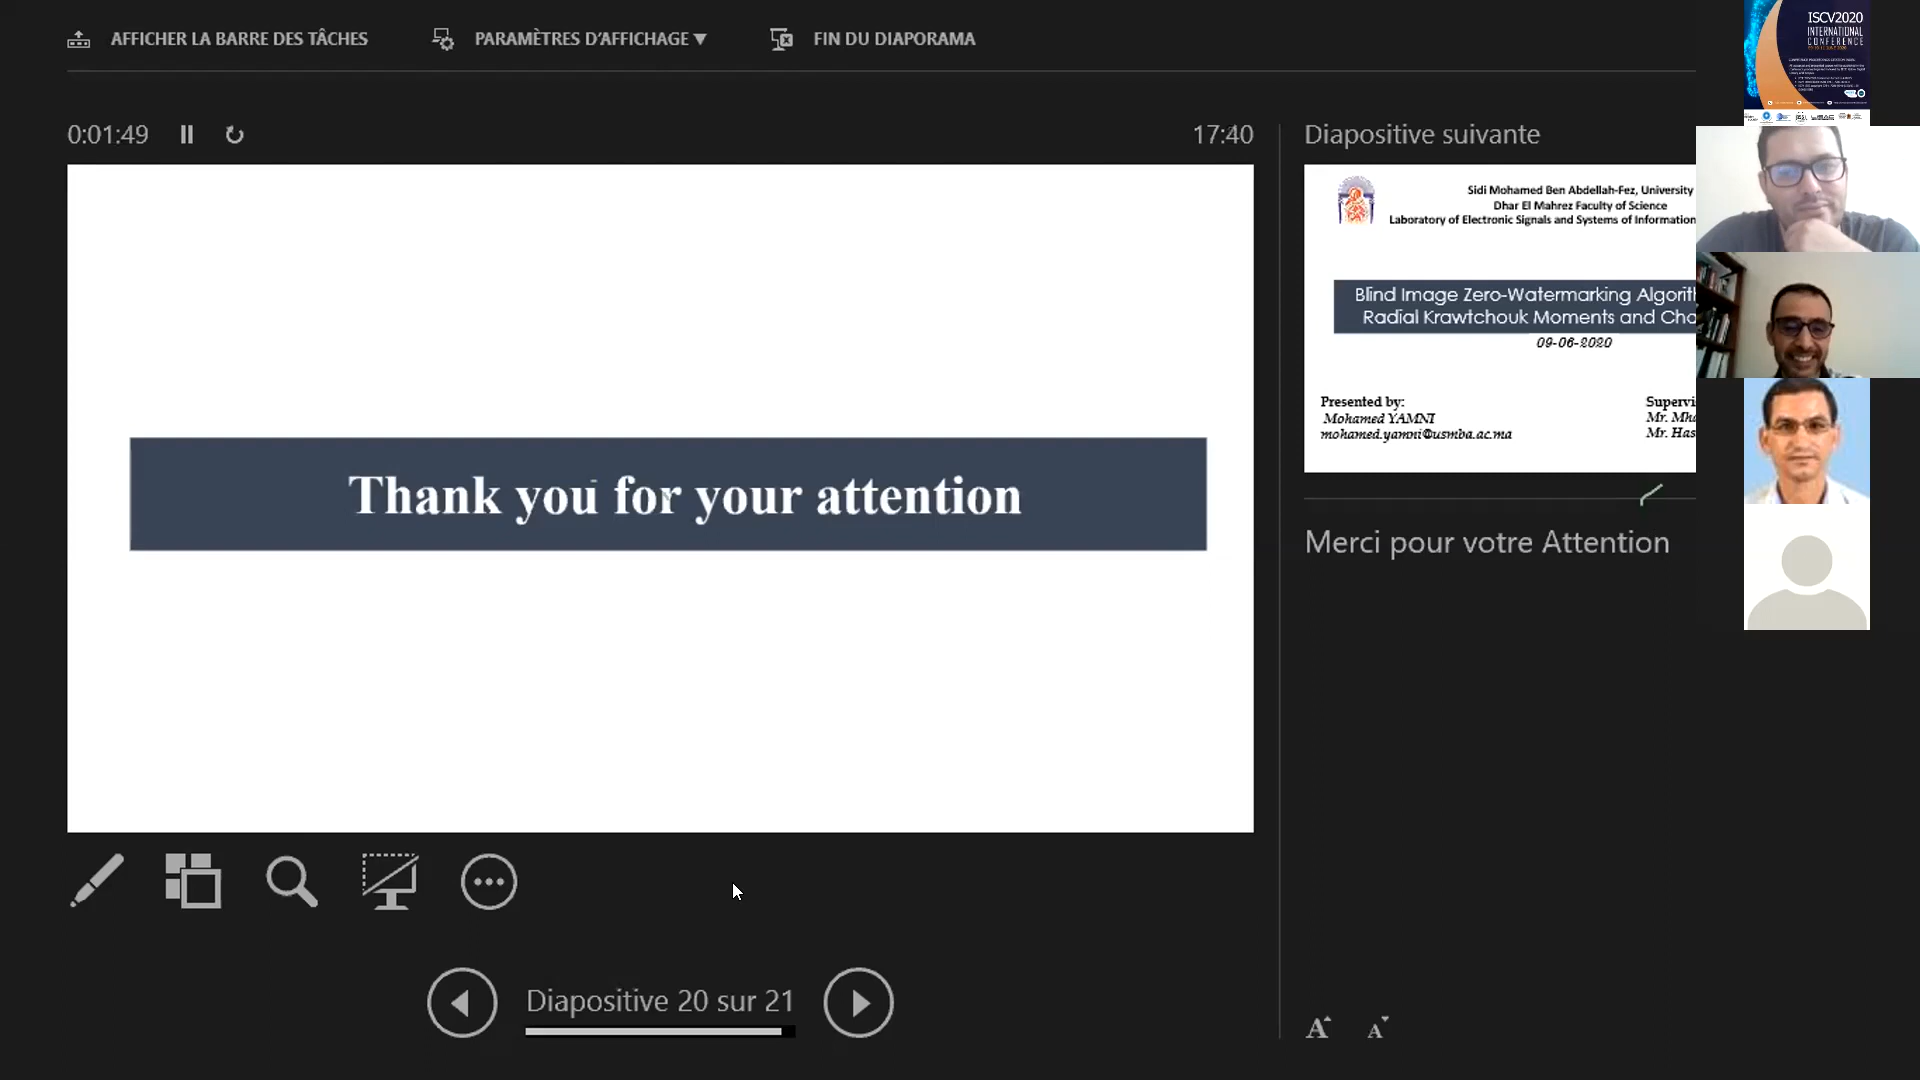 AFFICHER LA BARRE DES TÂCHES
PARAMÈTRES D'AFFICHAGE ▼
FIN DU DIAPORAMA
0:01:49
17:40
Thank you for your attention
Diapositive 20 sur 21
Diapositive suivante
Sidi Mohamed Ben Abdellah-Fez, University
Dhar El Mahrez Faculty of Science
Laboratory of Electronic Signals and Systems of Information
Blind Image Zero-Watermarking Algorit
Radial Krawtchouk Moments and Cha
09-06-2020
Presented by:
Mohamed YAMNI
mohamed.yamni@usmba.ac.ma
Supervi
Mr. Mha
Mr. Has
Merci pour votre Attention
A A
ISCV2020
INTERNATIONAL
CONFERENCE